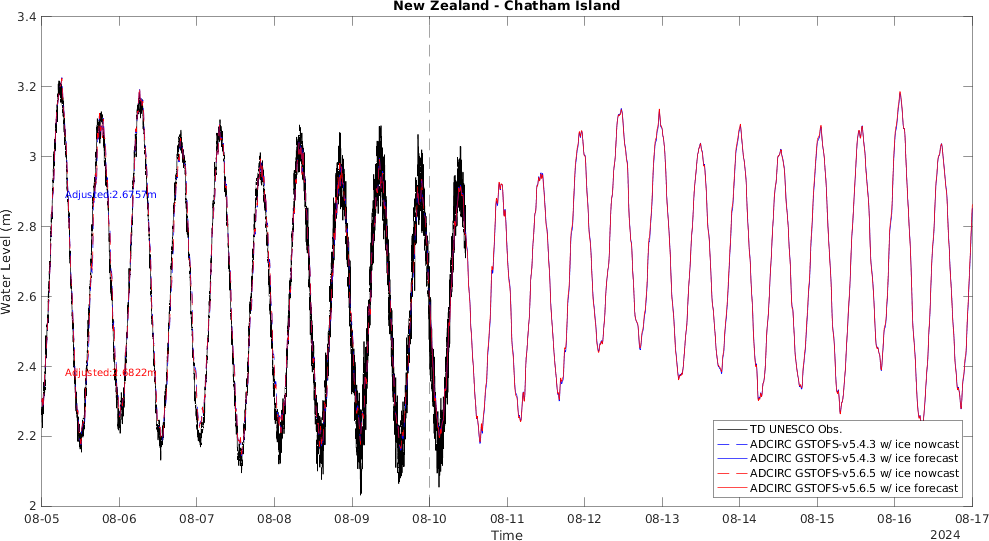 New Zealand - Chatham Island
3.4
3.2
3
2.8
2.6
2.4
2.2
2
Water Level (m)
Adjusted:2.6757m
Adjusted:2.6822m
TD UNESCO Obs.
ADCIRC GSTOFS-v5.4.3 w/ ice nowcast
ADCIRC GSTOFS-v5.4.3 w/ ice forecast
ADCIRC GSTOFS-v5.6.5 w/ ice nowcast
ADCIRC GSTOFS-v5.6.5 w/ ice forecast
08-05 08-06 08-07 08-08 08-09 08-10 08-11 08-12 08-13 08-14 08-15 08-16 08-17
Time
2024